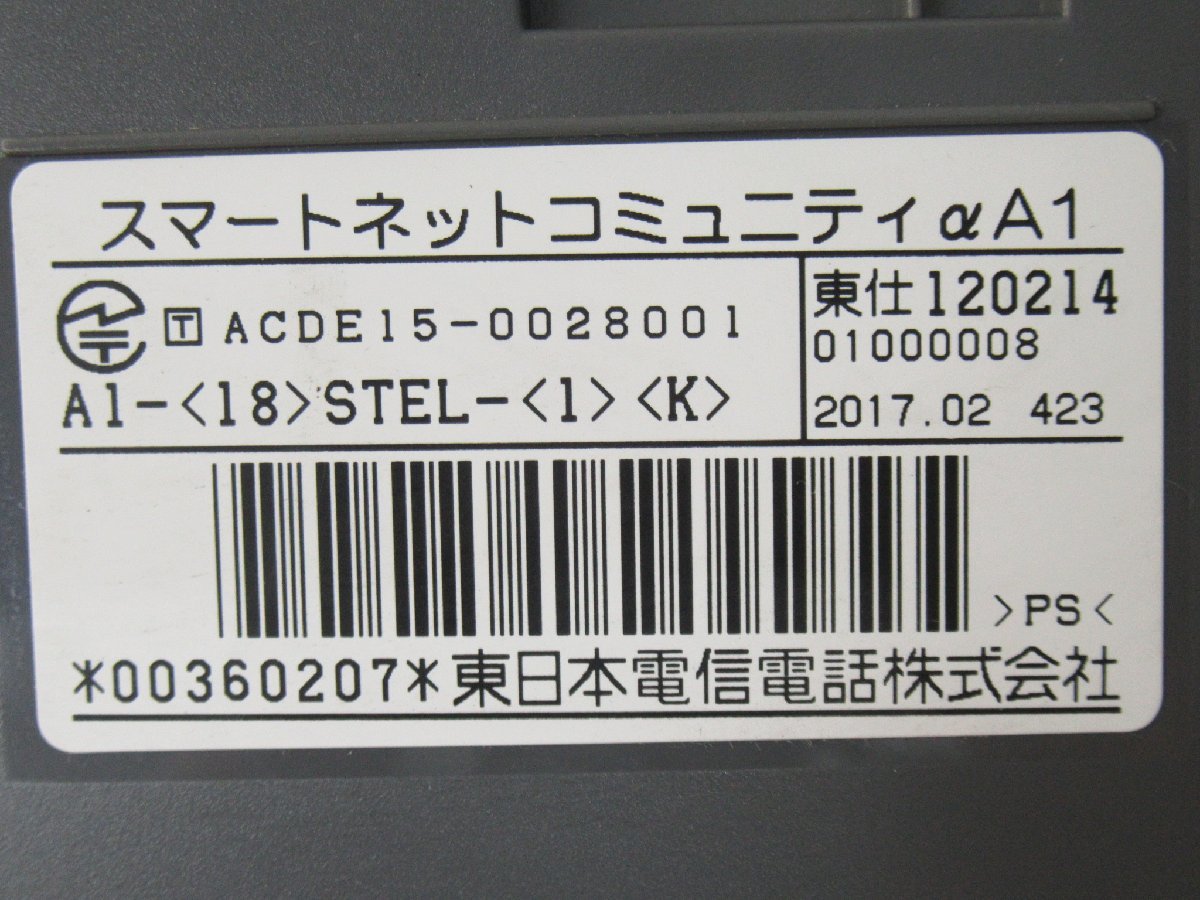 スマートネットコミュニティαA1
T ACDE15-0028001
A1-<18>STEL-<1><K>
東仕120214
01000008
2017.02 423
>PS<
*00360207*東日本電信電話株式会社